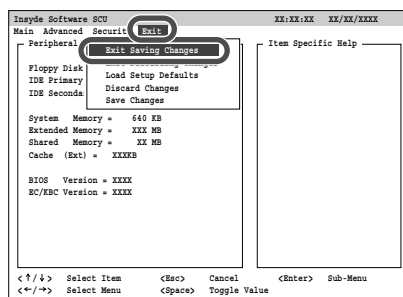 Insyde Software SCU XX:XX:XX XX/XX/XXXX
Main Advanced Securit Exit
Peripheral Item Specific Help
Exit Saving Changes
Floppy Disk
IDE Primary Load Setup Defaults
IDE Seconda Discard Changes
Save Changes
System Memory = 640 KB
Extended Memory = XXX MB
Shared Memory = XX MB
Cache (Ext) = XXXKB
BIOS Version = XXXX
EC/KBC Version = XXXX
<↑/↓> Select Item <Esc> Cancel <Enter> Sub-Menu
<←/→> Select Menu <Space> Toggle Value